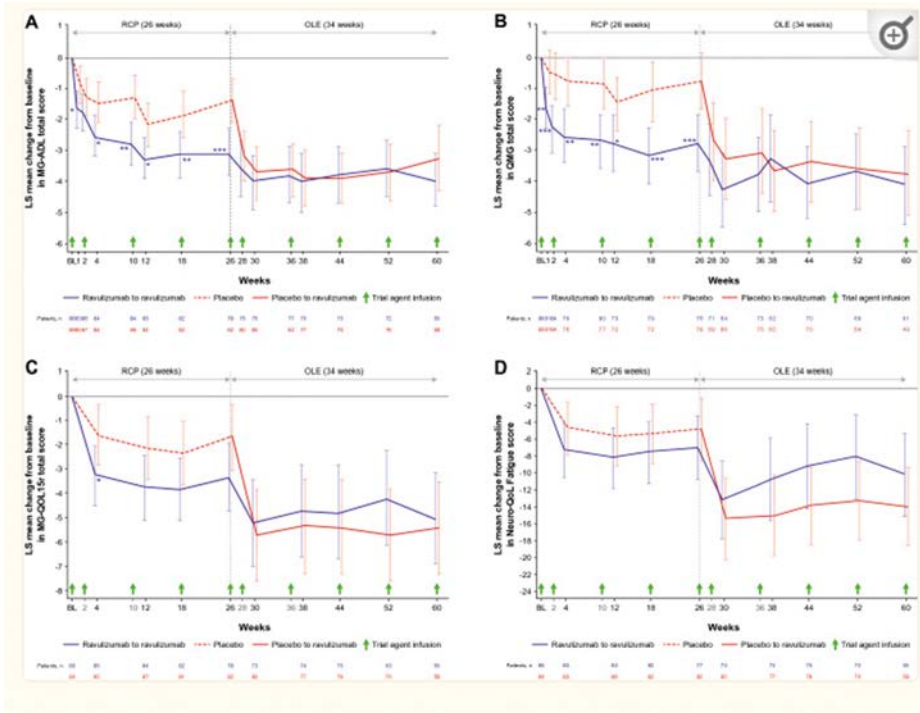 A
RCP (26 weeks)
OLE (34 weeks)
LS mean change from baseline
in MG-ADL total score
1
0
-1
-2
-3
-4
-5
-6
* * ** * ** ***
BL 1 2 4 10 12 18 26 28 30 36 38 44 52 60
Weeks
Ravulizumab to ravulizumab Placebo Placebo to ravulizumab Trial agent infusion
Patients, n
B
RCP (26 weeks)
OLE (34 weeks)
LS mean change from baseline
in QMG total score
1
0
-1
-2
-3
-4
-5
-6
** *** ** ** * *** ***
BL 1 2 4 10 12 18 26 28 30 36 38 44 52 60
Weeks
Ravulizumab to ravulizumab Placebo Placebo to ravulizumab Trial agent infusion
Patients, n
C
RCP (26 weeks)
OLE (34 weeks)
LS mean change from baseline
in MG-QOL15r total score
1
0
-1
-2
-3
-4
-5
-6
-7
-8
*
BL 2 4 10 12 18 26 28 30 36 38 44 52 60
Weeks
Ravulizumab to ravulizumab Placebo Placebo to ravulizumab Trial agent infusion
Patients, n
D
RCP (26 weeks)
OLE (34 weeks)
LS mean change from baseline
in Neuro-QoL Fatigue score
2
0
-2
-4
-6
-8
-10
-12
-14
-16
-18
-20
-22
-24
BL 2 4 10 12 18 26 28 30 36 38 44 52 60
Weeks
Ravulizumab to ravulizumab Placebo Placebo to ravulizumab Trial agent infusion
Patients, n